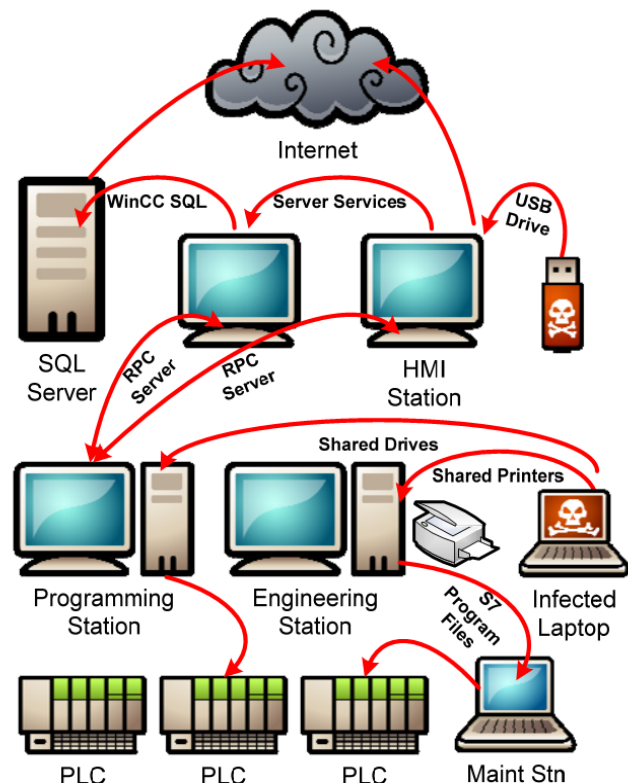 Internet
WinCC SQL
Server Services
USB
Drive
SQL
Server
RPC
Server
RPC
Server
HMI
Station
Shared Drives
Shared Printers
Programming
Station
Engineering
Station
S7
Program
Files
Infected
Laptop
PLC
PLC
PLC
Maint Stn